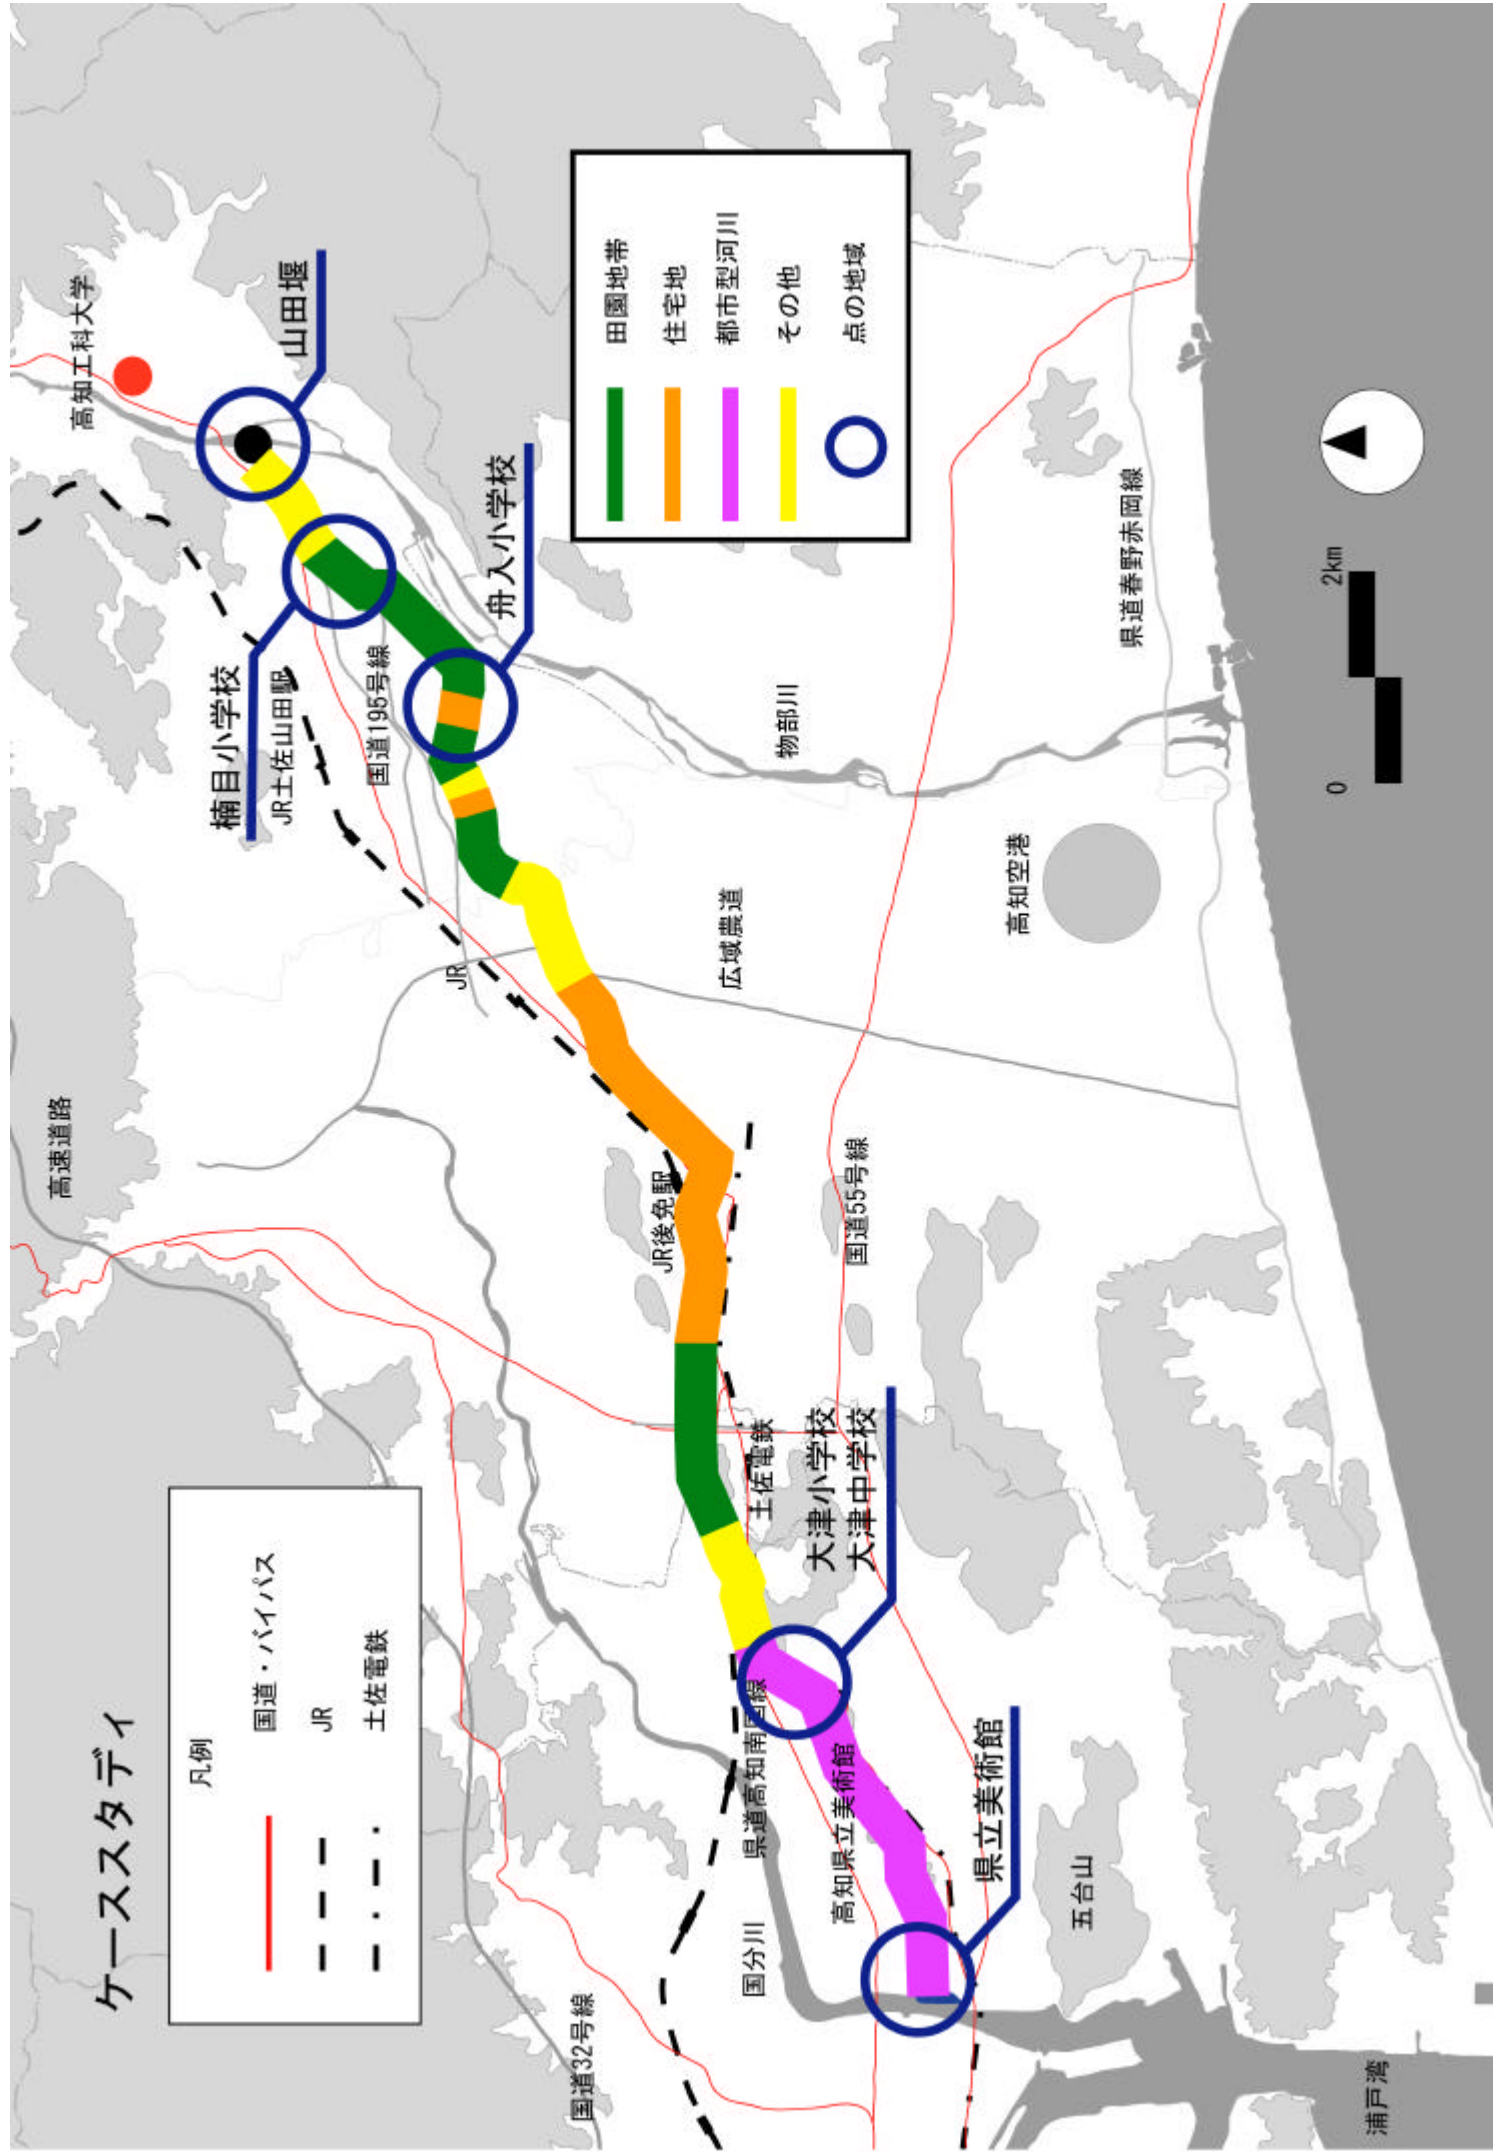 ケーススタディ
凡例
国道・バイパス
JR
土佐電鉄
高速道路
高知工科大学
山田堰
楠目小学校
JR土佐山田駅
国道195号線
舟入小学校
田園地帯
住宅地
都市型河川
その他
点の地域
JR
物部川
広域農道
高知空港
県道春野赤岡線
0
2km
JR後免駅
国道55号線
土佐電鉄
大津小学校
大津中学校
県道高知南国線
高知県立美術館
県立美術館
国分川
国道32号線
五台山
浦戸湾